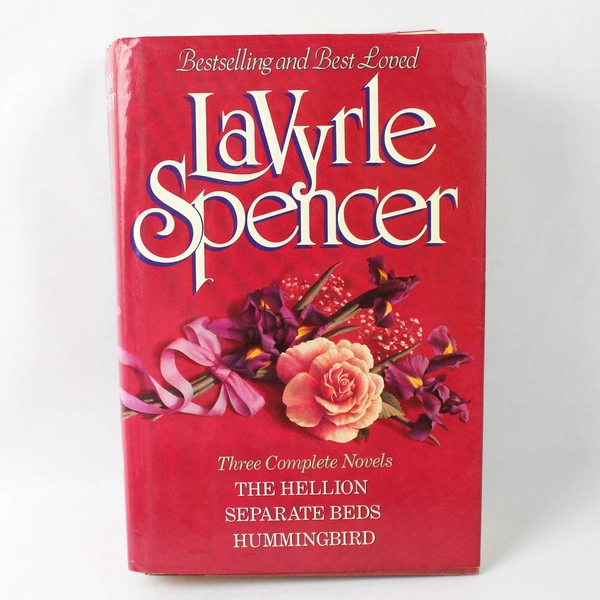 Bestselling and Best Loved
LaVyrle
Spencer
Three Complete Novels
THE HELLION
SEPARATE BEDS
HUMMINGBIRD